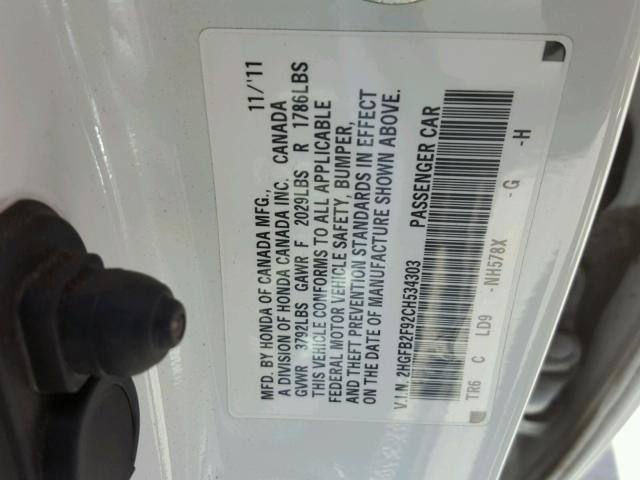 MFD. BY HONDA OF CANADA MFG., 11/'11
A DIVISION OF HONDA CANADA INC. CANADA
GVWR 3792LBS GAWR F 2029LBS R 1786LBS
THIS VEHICLE CONFORMS TO ALL APPLICABLE
FEDERAL MOTOR VEHICLE SAFETY, BUMPER,
AND THEFT PREVENTION STANDARDS IN EFFECT
ON THE DATE OF MANUFACTURE SHOWN ABOVE.
V.I.N. 2HGFB2F92CH534303 PASSENGER CAR
TR6 C LD9 -NH578X -G -H